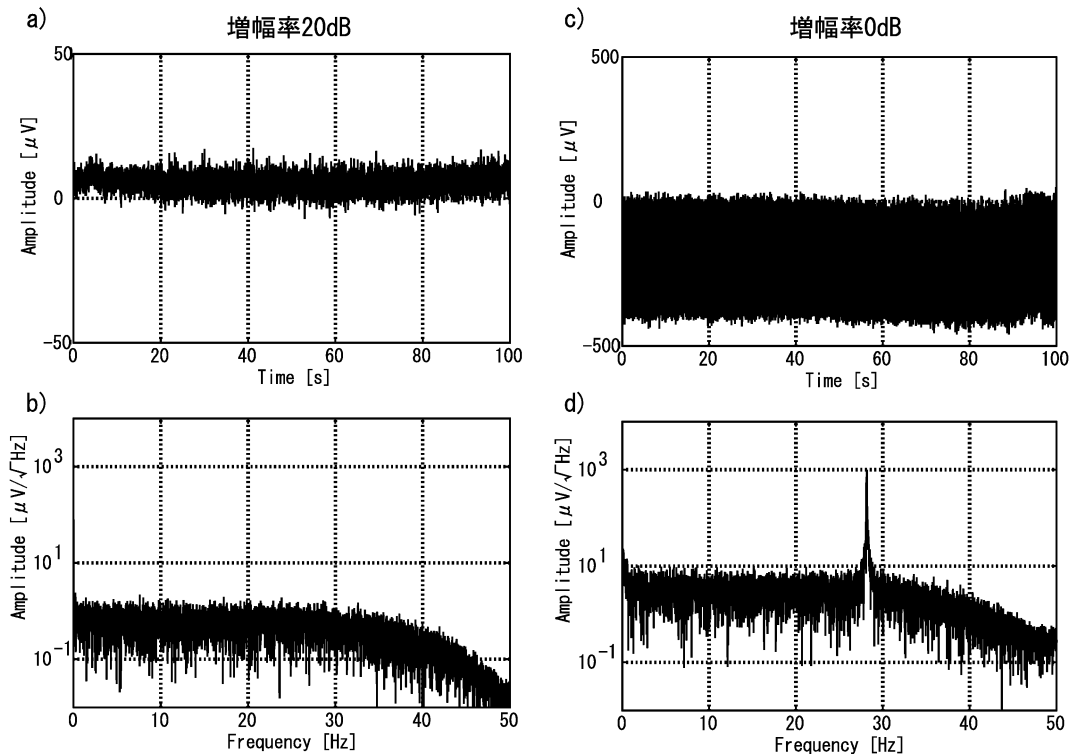 a)
増幅率20dB
50
0
-50
Amplitude [μV]
0 20 40 60 80 100
Time [s]
c)
増幅率0dB
500
0
-500
Amplitude [μV]
0 20 40 60 80 100
Time [s]
b)
10³
10¹
10⁻¹
Amplitude [μV/√Hz]
0 10 20 30 40 50
Frequency [Hz]
d)
10³
10¹
10⁻¹
Amplitude [μV/√Hz]
0 10 20 30 40 50
Frequency [Hz]